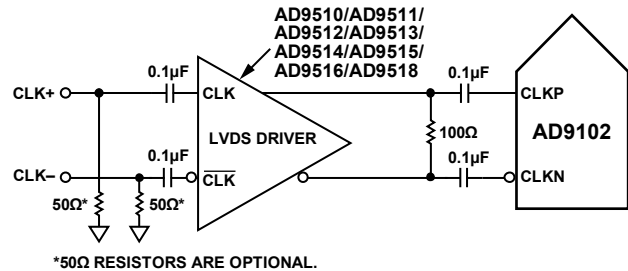 AD9510/AD9511/
AD9512/AD9513/
AD9514/AD9515/
AD9516/AD9518
0.1µF
0.1µF
CLK+
CLK
CLKP
LVDS DRIVER
100Ω
AD9102
0.1µF
0.1µF
CLK–
CLK
CLKN
50Ω*
50Ω*
*50Ω RESISTORS ARE OPTIONAL.